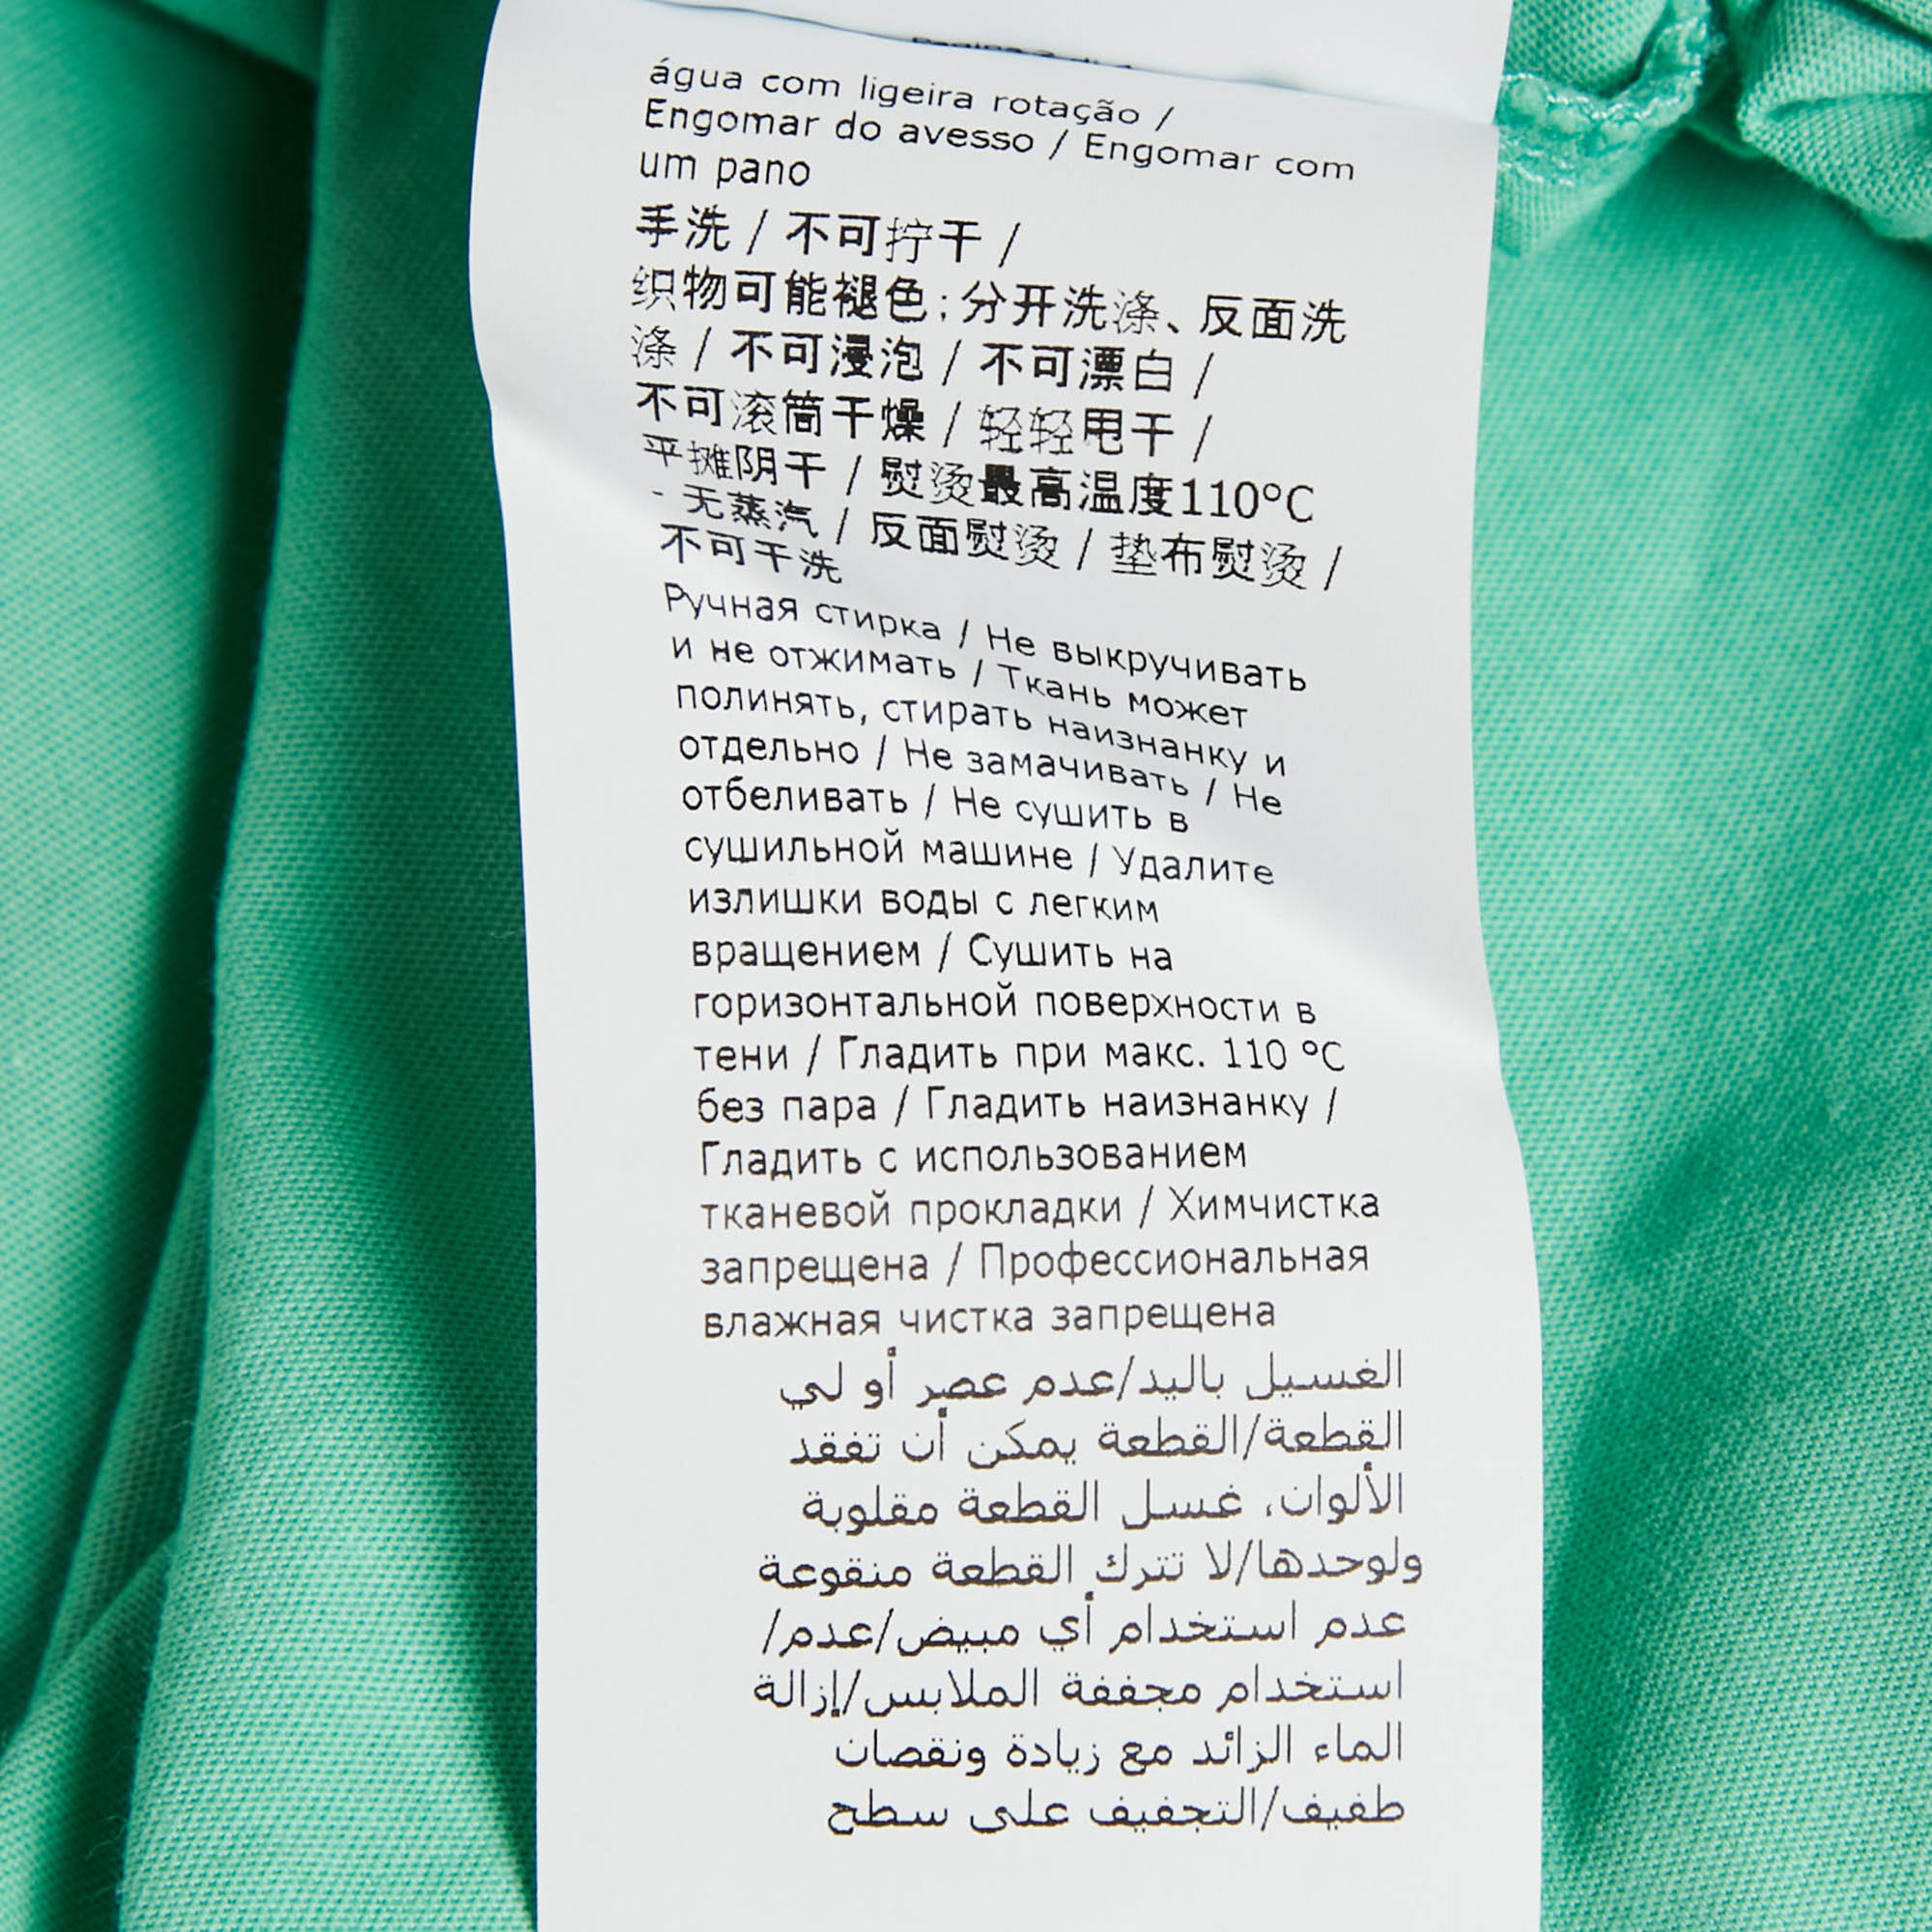 água com ligeira rotação /
Engomar do avesso / Engomar com
um pano
手洗 / 不可拧干 /
织物可能褪色;分开洗涤、反面洗
涤 / 不可浸泡 / 不可漂白 /
不可滚筒干燥 / 轻轻甩干 /
平摊阴干 / 熨烫最高温度110°C
- 无蒸汽 / 反面熨烫 / 垫布熨烫 /
不可干洗
Ручная стирка / Не выкручивать
и не отжимать / Ткань может
полинять, стирать наизнанку и
отдельно / Не замачивать / Не
отбеливать / Не сушить в
сушильной машине / Удалите
излишки воды с легким
вращением / Сушить на
горизонтальной поверхности в
тени / Гладить при макс. 110 °C
без пара / Гладить наизнанку /
Гладить с использованием
тканевой прокладки / Химчистка
запрещена / Профессиональная
влажная чистка запрещена
الغسيل باليد/عدم عصر أو لي
القطعة/القطعة يمكن أن تفقد
الألوان، غسل القطعة مقلوبة
ولوحدها/لا تترك القطعة منقوعة
عدم استخدام أي مبيض/عدم/
استخدام مجففة الملابس/إزالة
الماء الزائد مع زيادة ونقصان
طفيف/التجفيف على سطح